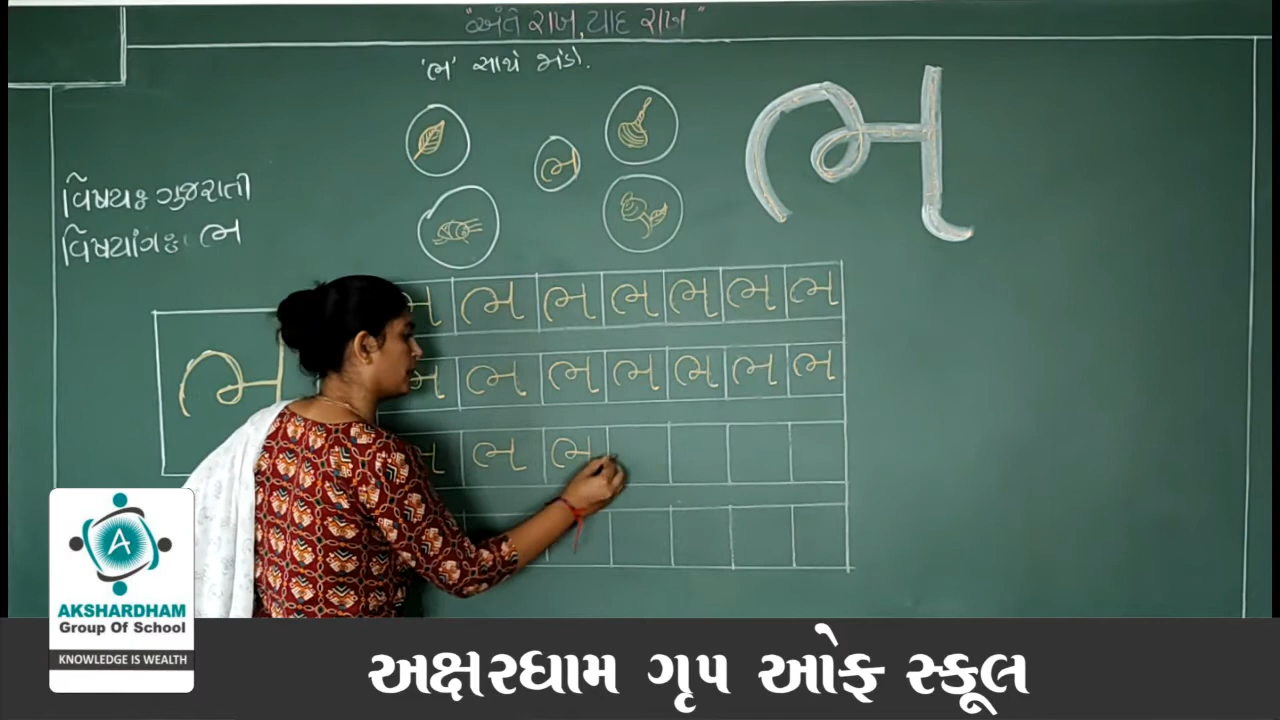 "અંતે રાખ, યાદ રાખ"
'ભ' સાથે જોડો.
ભ
ભ
વિષય : ગુજરાતી
વિષયાંગ : ભ
ભ ભ ભ ભ ભ ભ ભ
ભ
ભ ભ ભ ભ ભ ભ ભ
ભ ભ ભ
A
AKSHARDHAM
Group Of School
KNOWLEDGE IS WEALTH
અક્ષરધામ ગૃપ ઓફ સ્કૂલ